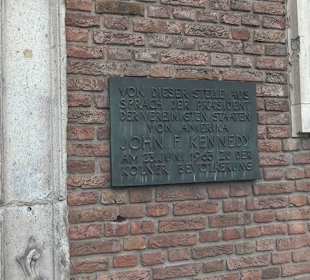 VON DIESER STELLE AUS
SPRACH DER PRÄSIDENT
DER VEREINIGTEN STAATEN
VON AMERIKA
JOHN F. KENNEDY
AM 23. JUNI 1963 ZU DER
KÖLNER BEVÖLKERUNG